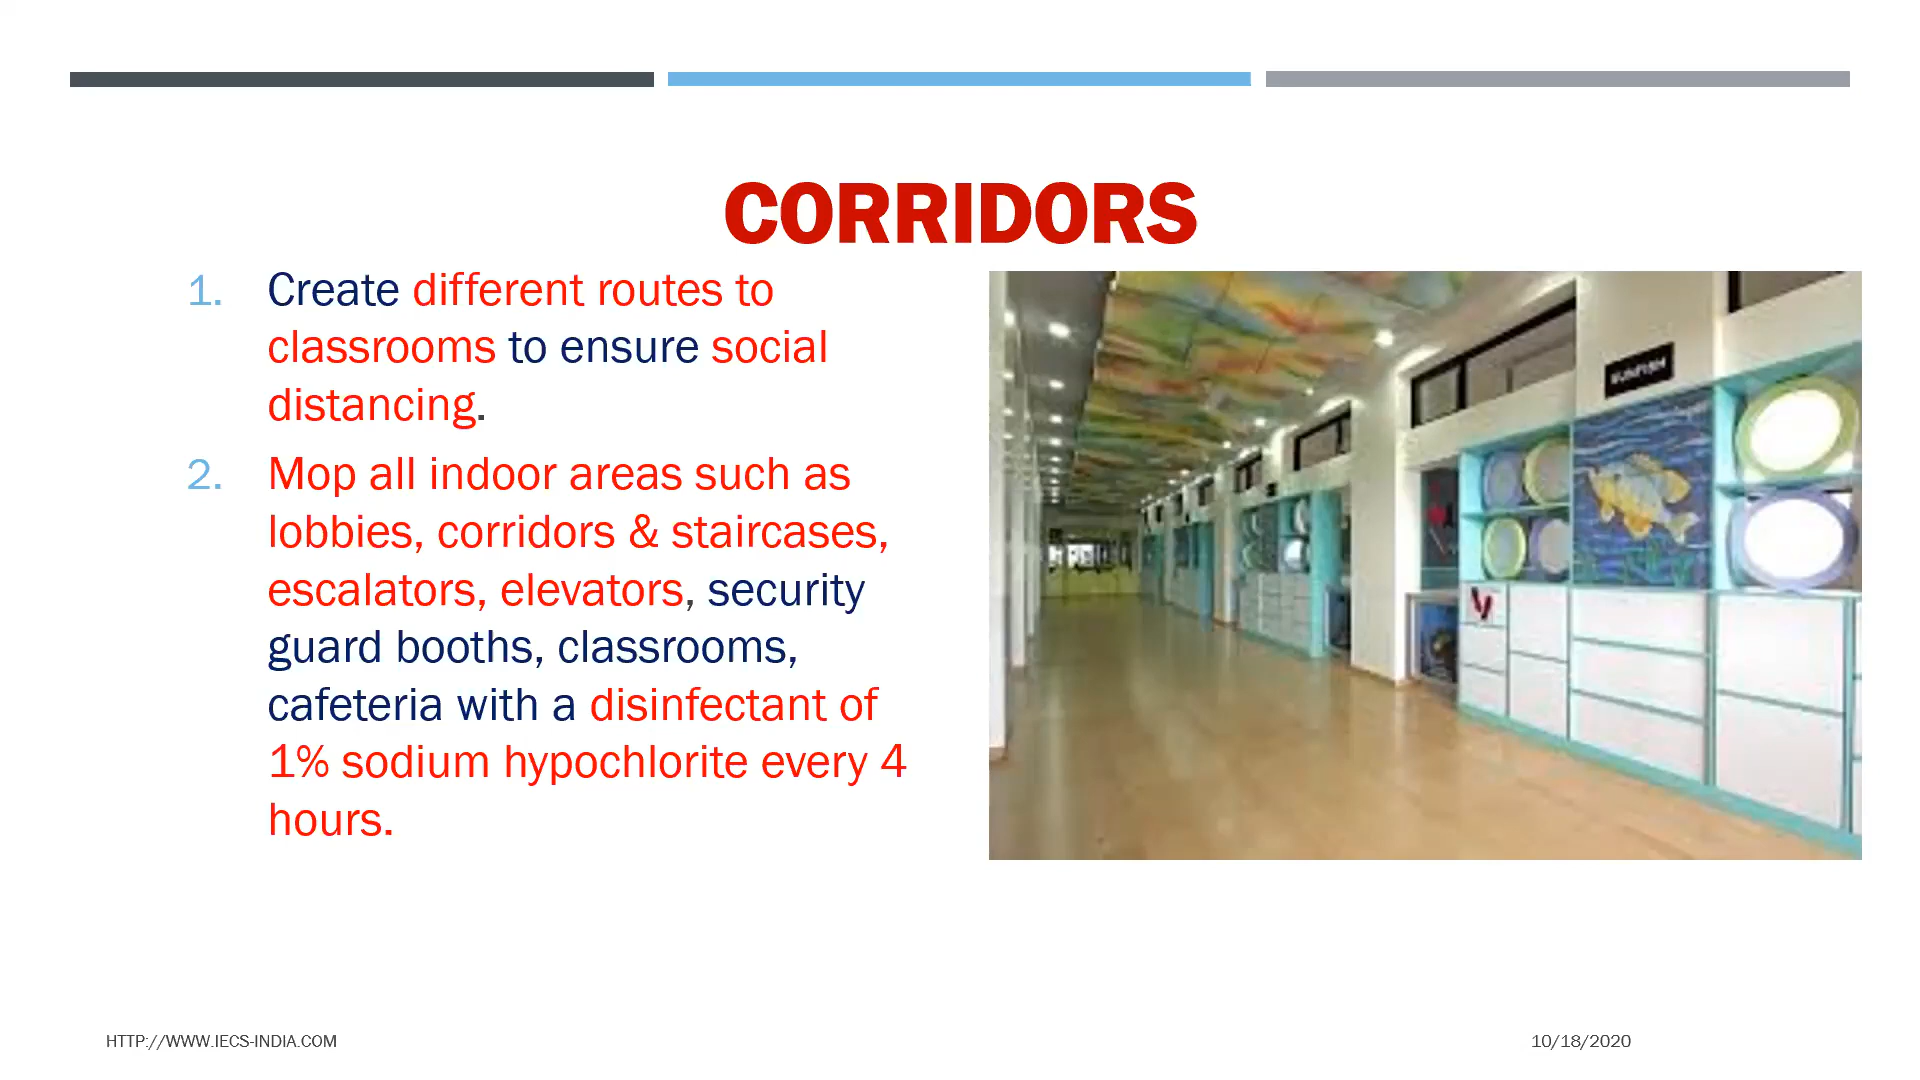 CORRIDORS
1. Create different routes to
classrooms to ensure social
distancing.
2. Mop all indoor areas such as
lobbies, corridors & staircases,
escalators, elevators, security
guard booths, classrooms,
cafeteria with a disinfectant of
1% sodium hypochlorite every 4
hours.
SUNFISH
HTTP://WWW.IECS-INDIA.COM
10/18/2020